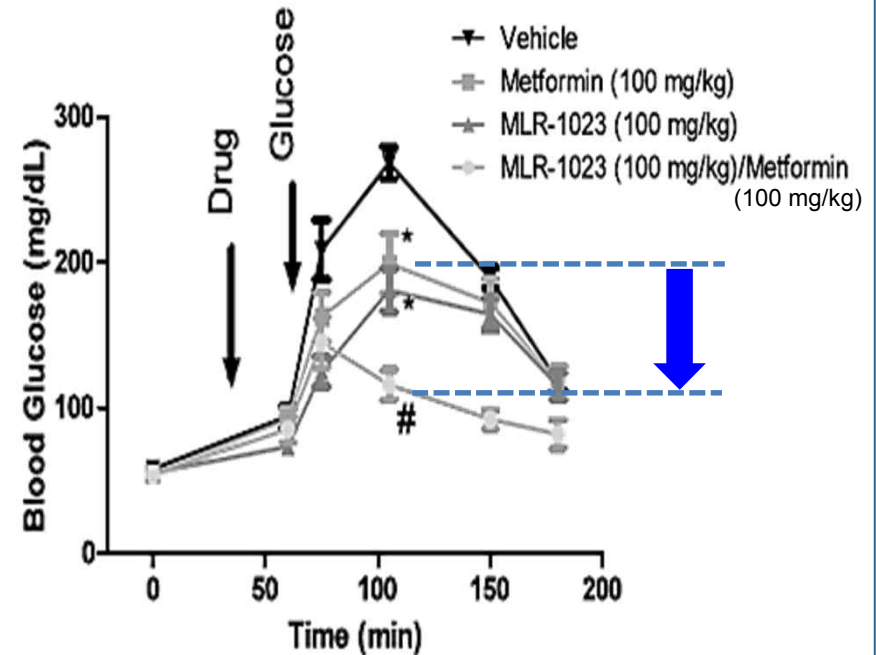 Vehicle
Metformin (100 mg/kg)
MLR-1023 (100 mg/kg)
MLR-1023 (100 mg/kg)/Metformin
(100 mg/kg)
Drug
Glucose
Blood Glucose (mg/dL)
300
200
100
0
*
*
#
0 50 100 150 200
Time (min)